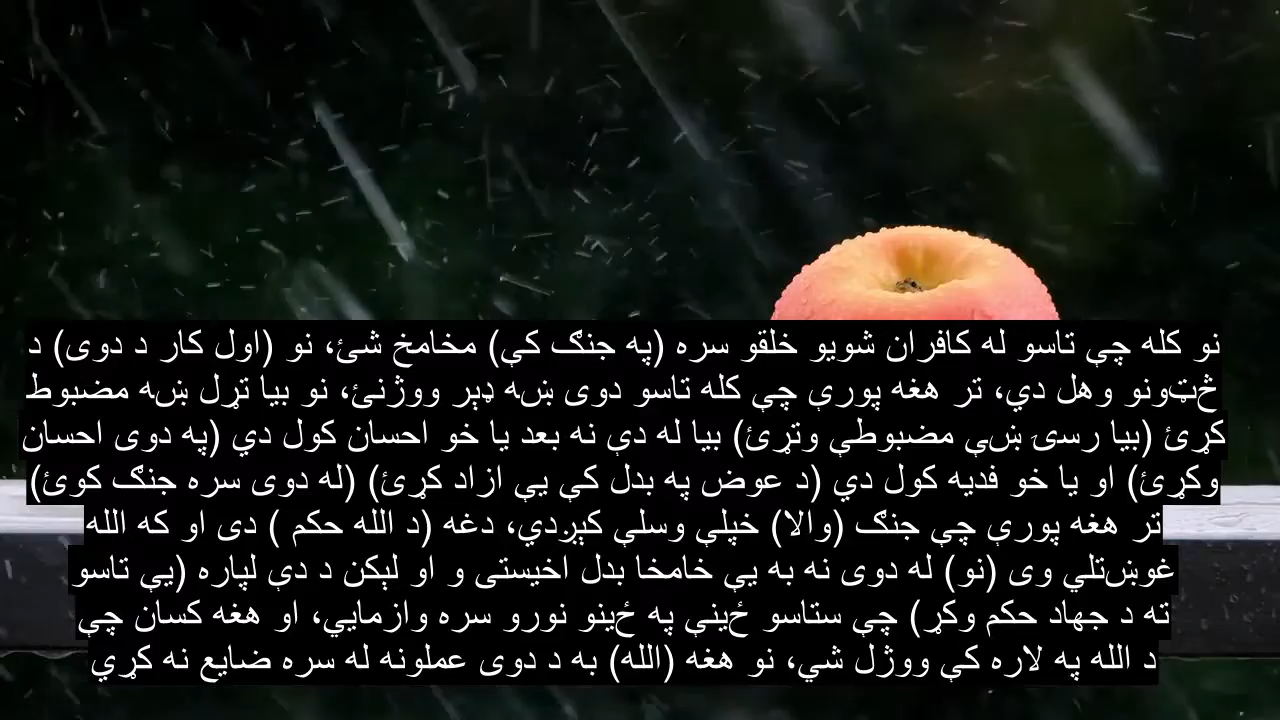 نو کله چې تاسو له کافران شویو خلقو سره (په جنګ کې) مخامخ شئ، نو (اول کار د دوی) د
څټونو وهل دي، تر هغه پورې چې کله تاسو دوی ښه ډېر ووژنئ، نو بیا تړل ښه مضبوط
کړئ (بیا رسۍ ښې مضبوطې وتړئ) بیا له دې نه بعد یا خو احسان کول دي (په دوی احسان
وکړئ) او یا خو فدیه کول دي (د عوض په بدل کې یې ازاد کړئ) (له دوی سره جنګ کوئ)
تر هغه پورې چې جنګ (والا) خپلې وسلې کېږدي، دغه (د الله حکم ) دی او که الله
غوښتلي وی (نو) له دوی نه به یې خامخا بدل اخیستی و او لېکن د دې لپاره (یې تاسو
ته د جهاد حکم وکړ) چې ستاسو ځینې په ځینو نورو سره وازمایي، او هغه کسان چې
د الله په لاره کې ووژل شي، نو هغه (الله) به د دوی عملونه له سره ضایع نه کړي